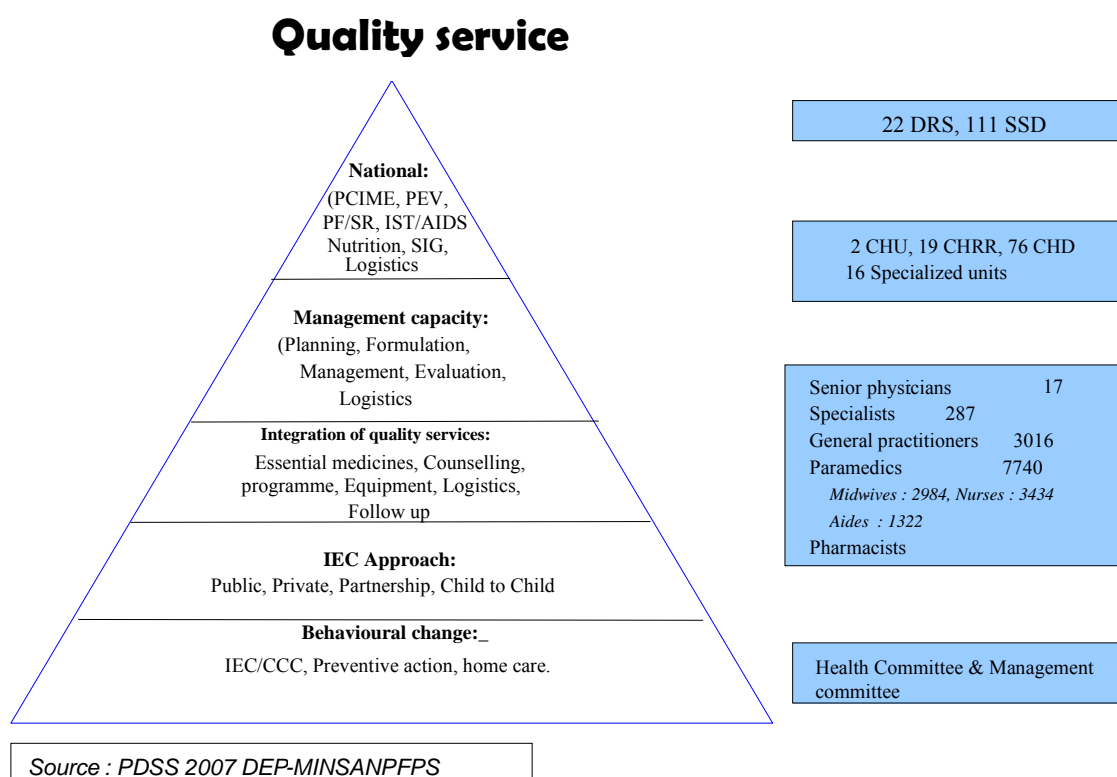 Quality service
National:
(PCIME, PEV,
PF/SR, IST/AIDS
Nutrition, SIG,
Logistics
Management capacity:
(Planning, Formulation,
Management, Evaluation,
Logistics
Integration of quality services:
Essential medicines, Counselling,
programme, Equipment, Logistics,
Follow up
IEC Approach:
Public, Private, Partnership, Child to Child
Behavioural change:_
IEC/CCC, Preventive action, home care.
22 DRS, 111 SSD
2 CHU, 19 CHRR, 76 CHD
16 Specialized units
Senior physicians 17
Specialists 287
General practitioners 3016
Paramedics 7740
Midwives : 2984, Nurses : 3434
Aides : 1322
Pharmacists
Health Committee & Management
committee
Source : PDSS 2007 DEP-MINSANPFPS